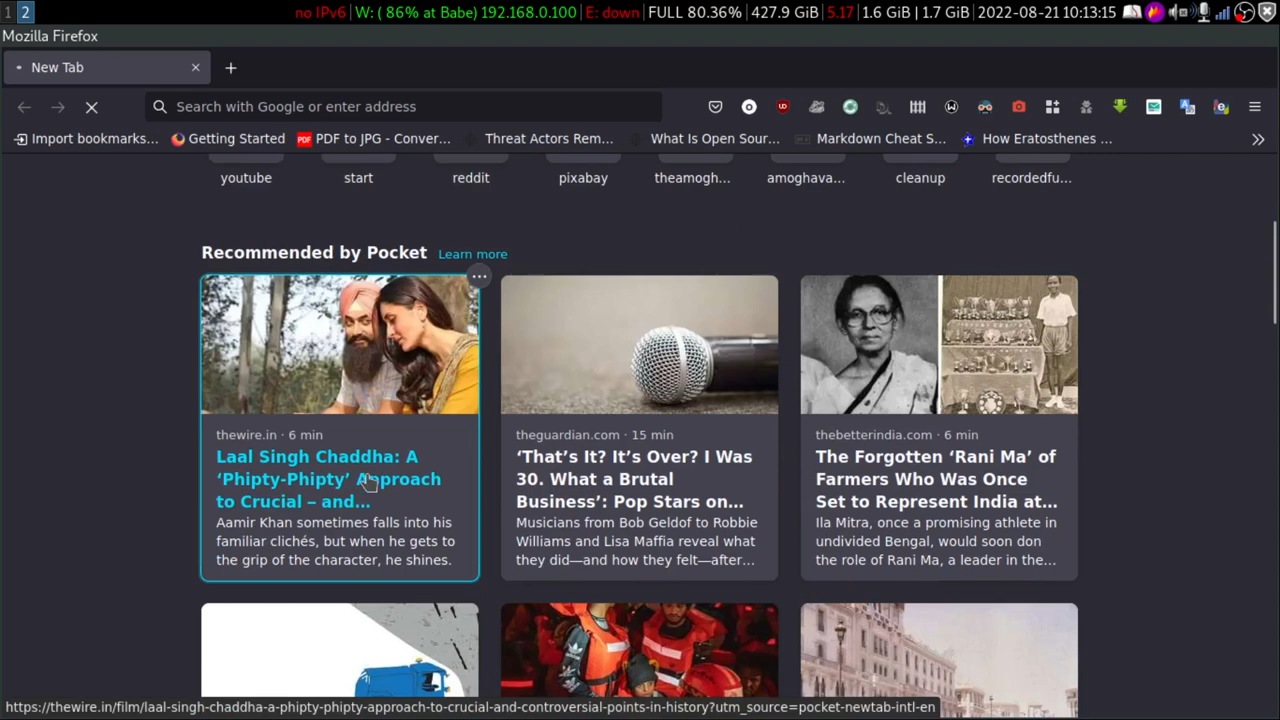 1 2 no IPv6 W: ( 86% at Babe) 192.168.0.100 E: down FULL 80.36% 427.9 GiB 5.17 1.6 GiB | 1.7 GiB 2022-08-21 10:13:15
Mozilla Firefox
New Tab
Search with Google or enter address
Import bookmarks... Getting Started PDF PDF to JPG - Conver... Threat Actors Rem... What Is Open Sour... Markdown Cheat S... How Eratosthenes ...
youtube start reddit pixabay theamogh... amoghava... cleanup recordedfu...
Recommended by Pocket Learn more
thewire.in · 6 min
Laal Singh Chaddha: A
‘Phipty-Phipty’ Approach
to Crucial – and...
Aamir Khan sometimes falls into his
familiar clichés, but when he gets to
the grip of the character, he shines.
theguardian.com · 15 min
‘That’s It? It’s Over? I Was
30. What a Brutal
Business’: Pop Stars on...
Musicians from Bob Geldof to Robbie
Williams and Lisa Maffia reveal what
they did—and how they felt—after...
thebetterindia.com · 6 min
The Forgotten ‘Rani Ma’ of
Farmers Who Was Once
Set to Represent India at...
Ila Mitra, once a promising athlete in
undivided Bengal, would soon don
the role of Rani Ma, a leader in the...
https://thewire.in/film/laal-singh-chaddha-a-phipty-phipty-approach-to-crucial-and-controversial-points-in-history?utm_source=pocket-newtab-intl-en